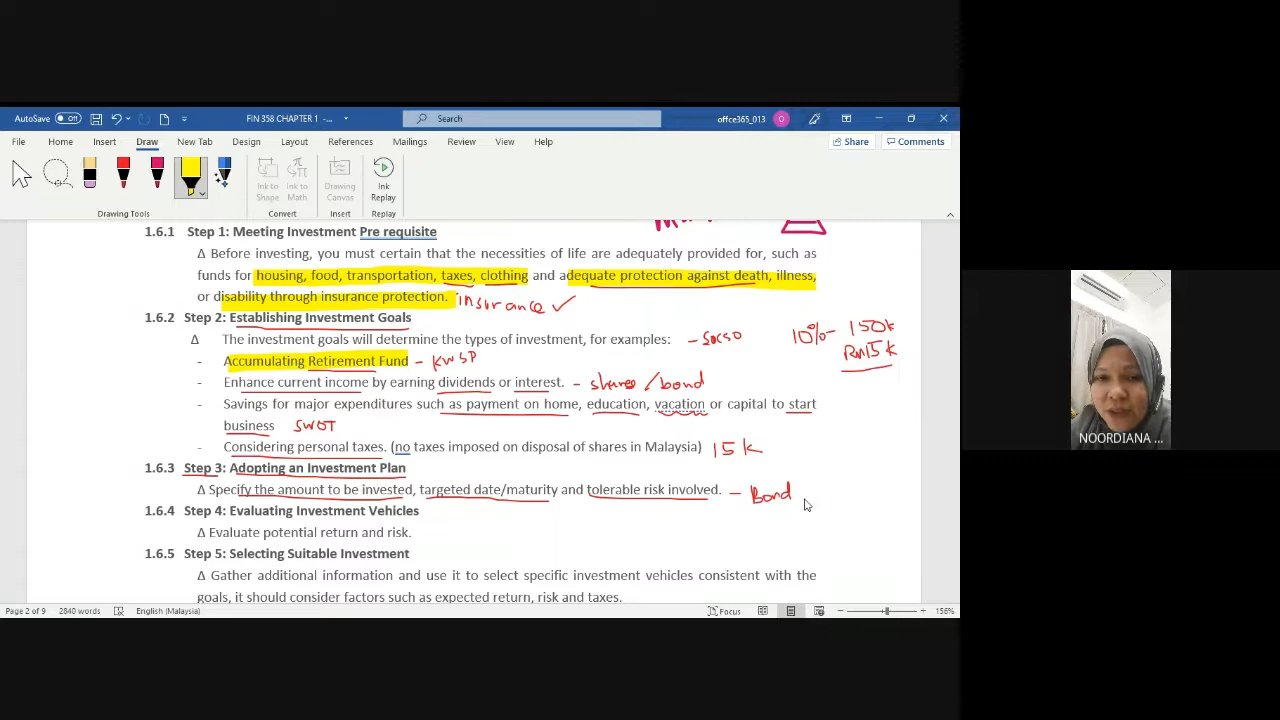 AutoSave Off FIN 358 CHAPTER 1 -... Search offce365_013 O
File Home Insert Draw New Tab Design Layout References Mailings Review View Help Share Comments
Ink to Shape Ink to Math Drawing Canvas Ink Replay
Drawing Tools Convert Insert Replay
1.6.1 Step 1: Meeting Investment Pre requisite
Δ Before investing, you must certain that the necessities of life are adequately provided for, such as
funds for housing, food, transportation, taxes, clothing and adequate protection against death, illness,
or disability through insurance protection. insurance ✓
1.6.2 Step 2: Establishing Investment Goals
Δ The investment goals will determine the types of investment, for examples: - SOCSO 10% - 150k
RM15k
- Accumulating Retirement Fund - KWSP
- Enhance current income by earning dividends or interest. - shares / bond
- Savings for major expenditures such as payment on home, education, vacation or capital to start
business SWOT
- Considering personal taxes. (no taxes imposed on disposal of shares in Malaysia) 15k
1.6.3 Step 3: Adopting an Investment Plan
Δ Specify the amount to be invested, targeted date/maturity and tolerable risk involved. - Bond
1.6.4 Step 4: Evaluating Investment Vehicles
Δ Evaluate potential return and risk.
1.6.5 Step 5: Selecting Suitable Investment
Δ Gather additional information and use it to select specific investment vehicles consistent with the
goals, it should consider factors such as expected return, risk and taxes.
Page 2 of 9 2840 words English (Malaysia) Focus 156%
NOORDIANA ...